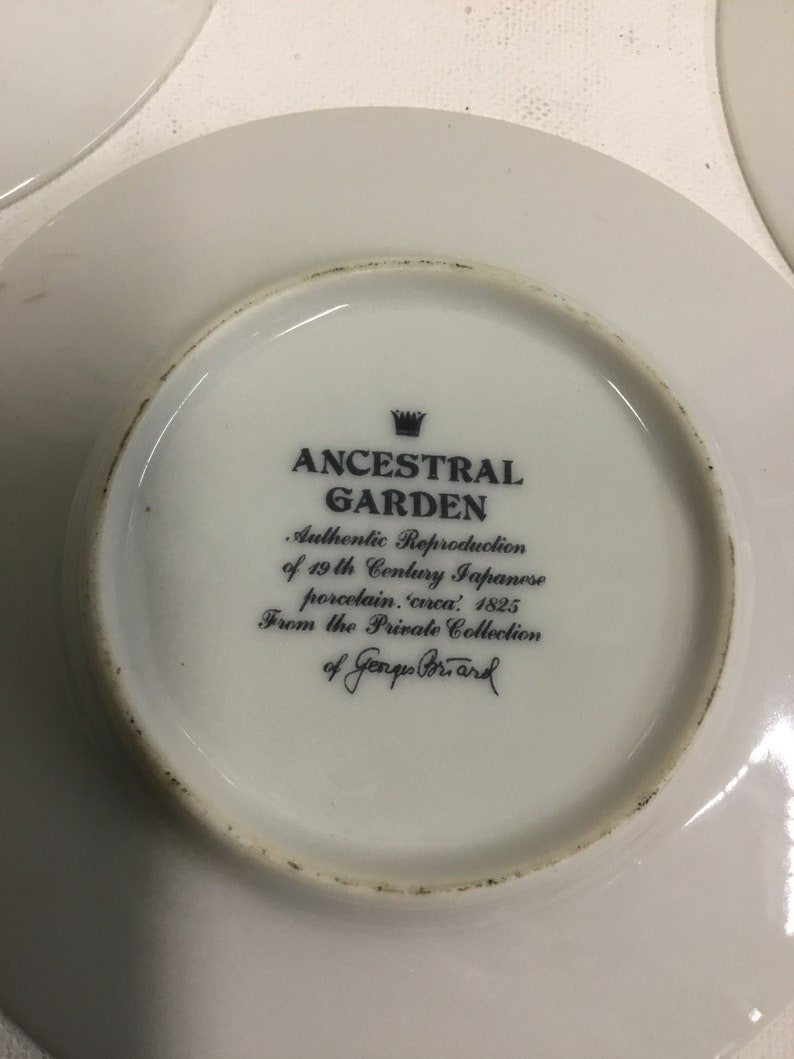 ANCESTRAL
GARDEN
Authentic Reproduction
of 19th Century Japanese
porcelain. 'circa'. 1825
From the Private Collection
of Georges Briard